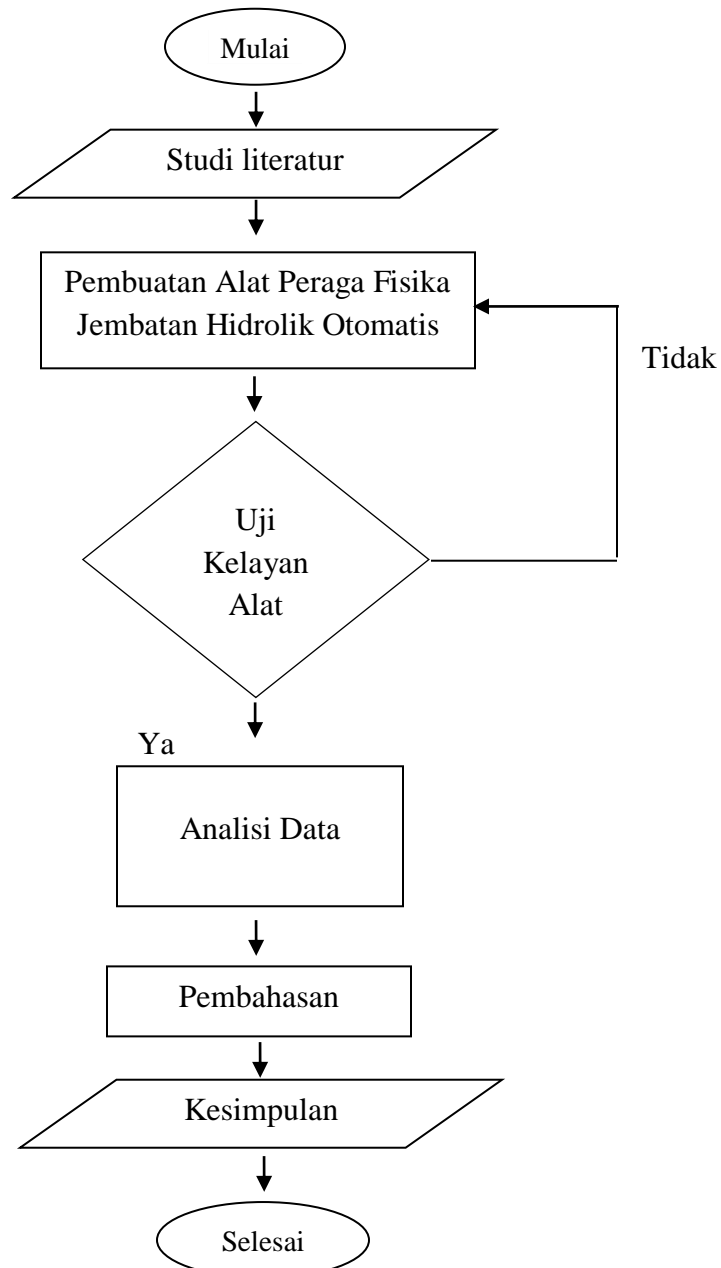 Mulai
Studi literatur
Pembuatan Alat Peraga Fisika
Jembatan Hidrolik Otomatis
Tidak
Uji
Kelayan
Alat
Ya
Analisi Data
Pembahasan
Kesimpulan
Selesai